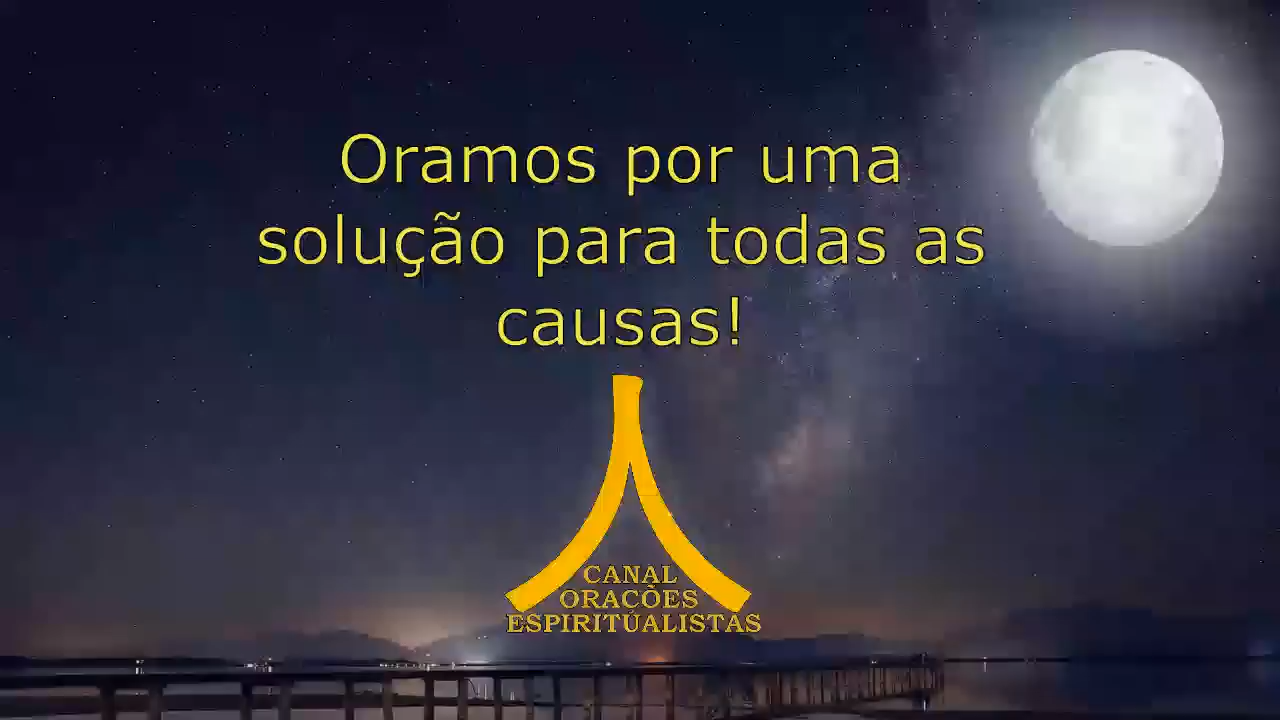 Oramos por uma
solução para todas as
causas!
CANAL
ORAÇÕES
ESPIRITUALISTAS